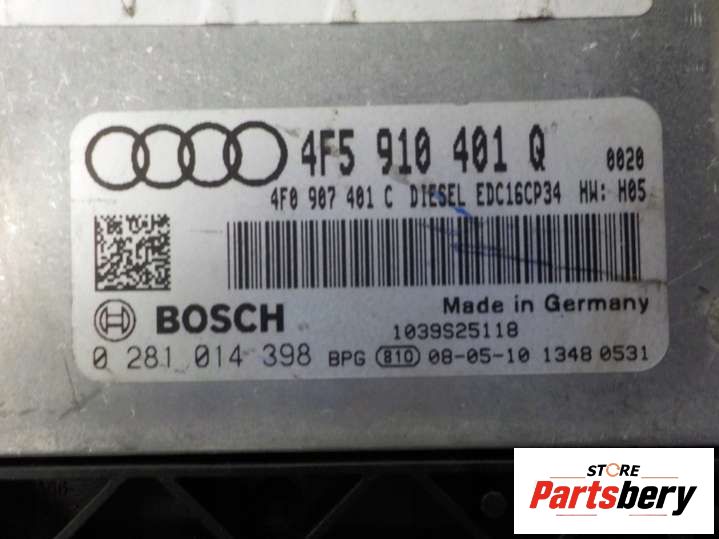 4F5 910 401 Q 0020
4F0 907 401 C DIESEL EDC16CP34 HW: H05
Made in Germany
BOSCH
1039S25118
0 281 014 398 BPG 810 08-05-10 1348 0531
STORE
Partsbery